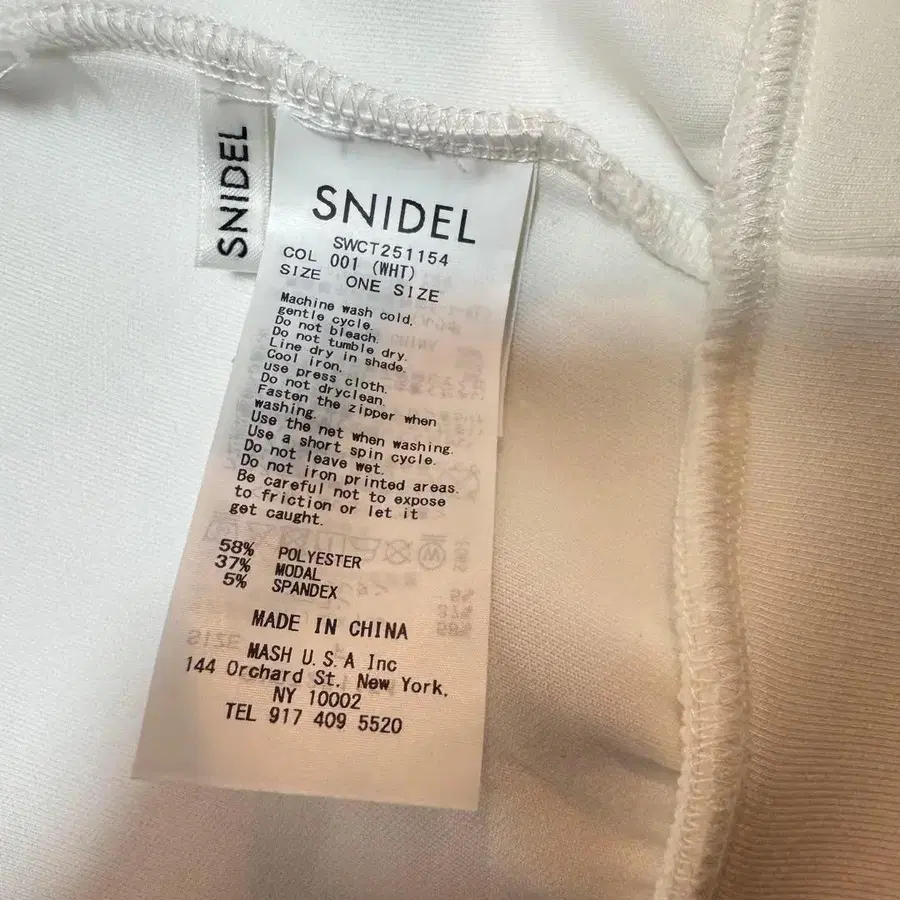 SNIDEL
SNIDEL
SWCT251154
COL 001 (WHT)
SIZE ONE SIZE
Machine wash cold,
gentle cycle.
Do not bleach.
Do not tumble dry.
Line dry in shade.
Cool iron,
use press cloth.
Do not dryclean.
Fasten the zipper when
washing.
Use the net when washing.
Use a short spin cycle.
Do not leave wet.
Do not iron printed areas.
Be careful not to expose
to friction or let it
get caught.
58% POLYESTER
37% MODAL
5% SPANDEX
MADE IN CHINA
MASH U.S.A Inc
144 Orchard St. New York,
NY 10002
TEL 917 409 5520